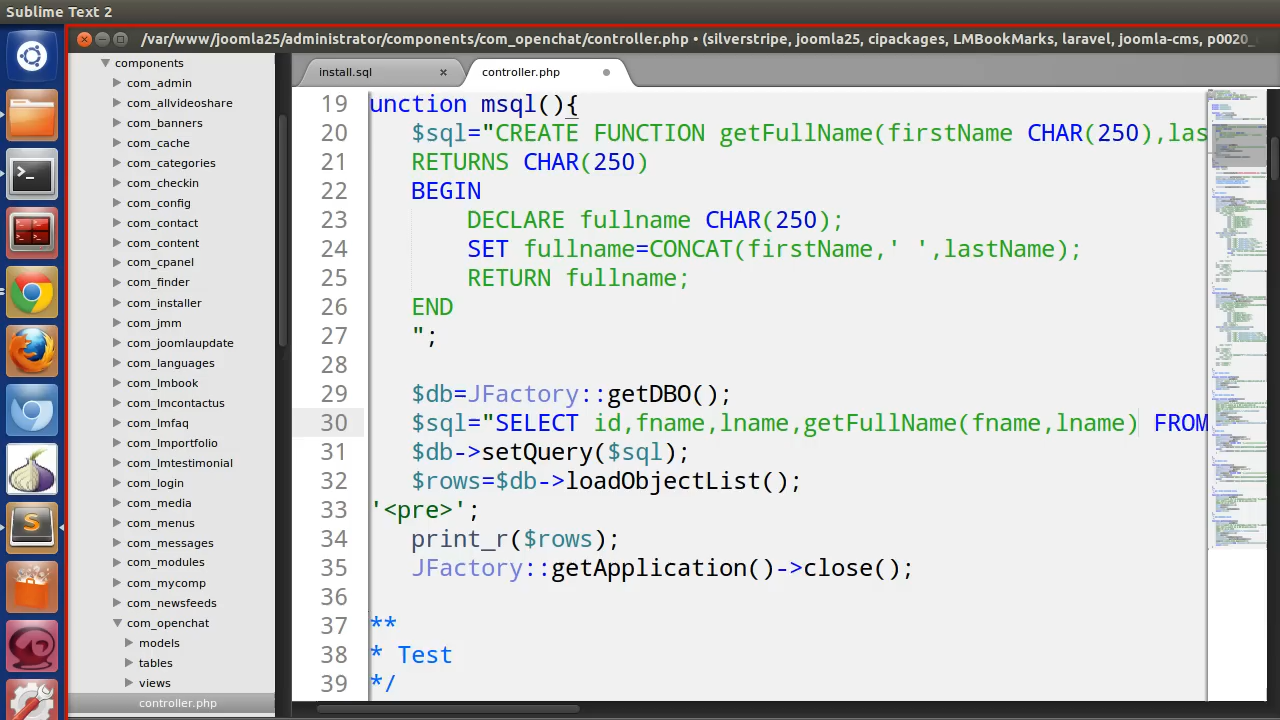 Sublime Text 2
/var/www/joomla25/administrator/components/com_openchat/controller.php • (silverstripe, joomla25, cipackages, LMBookMarks, laravel, joomla-cms, p0020_
components
com_admin
com_allvideoshare
com_banners
com_cache
com_categories
com_checkin
com_config
com_contact
com_content
com_cpanel
com_finder
com_installer
com_jmm
com_joomlaupdate
com_languages
com_lmbook
com_lmcontactus
com_lmfaq
com_lmportfolio
com_lmtestimonial
com_login
com_media
com_menus
com_messages
com_modules
com_mycomp
com_newsfeeds
com_openchat
models
tables
views
controller.php
install.sql
controller.php
19 unction msql(){
20 $sql="CREATE FUNCTION getFullName(firstName CHAR(250),las
21 RETURNS CHAR(250)
22 BEGIN
23 DECLARE fullname CHAR(250);
24 SET fullname=CONCAT(firstName,' ',lastName);
25 RETURN fullname;
26 END
27 ";
28
29 $db=JFactory::getDBO();
30 $sql="SELECT id,fname,lname,getFullName(fname,lname) FROM
31 $db->setQuery($sql);
32 $rows=$db->loadObjectList();
33 '<pre>';
34 print_r($rows);
35 JFactory::getApplication()->close();
36
37 **
38 * Test
39 */